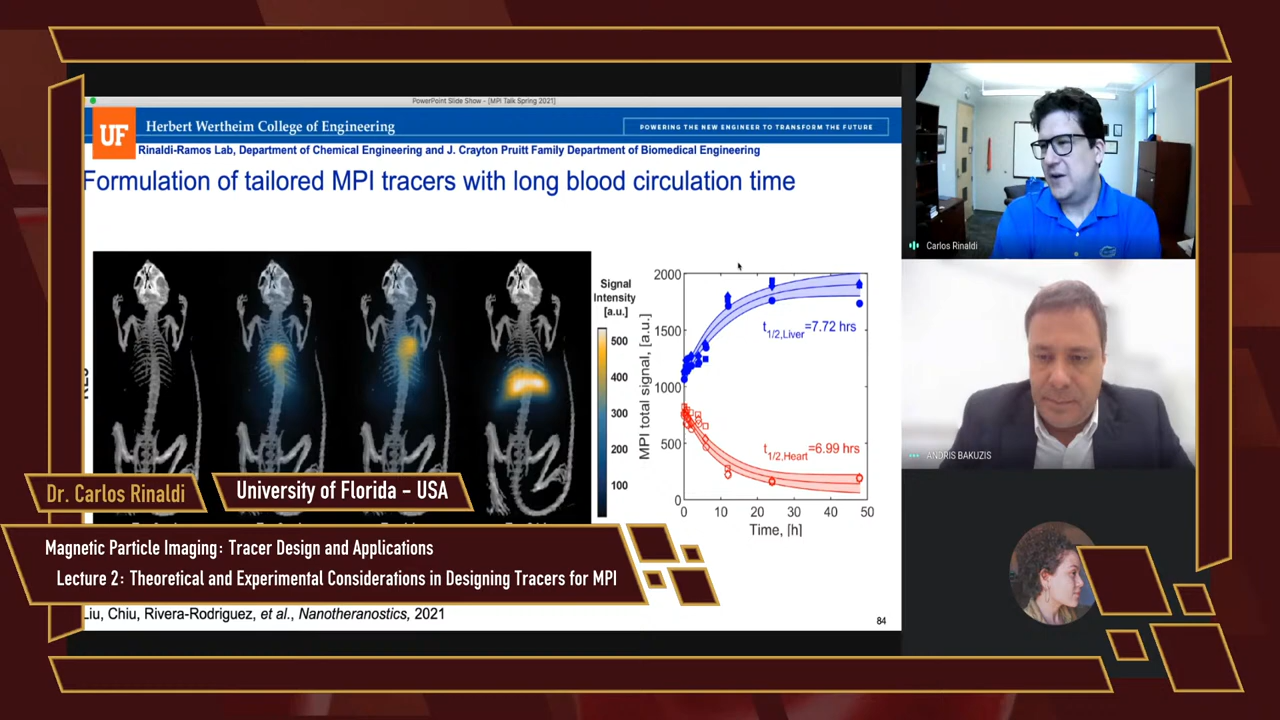 PowerPoint Slide Show - [MPI Talk Spring 2021]
UF
Herbert Wertheim College of Engineering
POWERING THE NEW ENGINEER TO TRANSFORM THE FUTURE
Rinaldi-Ramos Lab, Department of Chemical Engineering and J. Crayton Pruitt Family Department of Biomedical Engineering
Formulation of tailored MPI tracers with long blood circulation time
Signal
Intensity
[a.u.]
500
400
300
200
100
MPI total signal, [a.u.]
2000
1500
1000
500
0
t1/2,Liver=7.72 hrs
t1/2,Heart=6.99 hrs
0 10 20 30 40 50
Time, [h]
Carlos Rinaldi
ANDRIS BAKUZIS
Dr. Carlos Rinaldi
University of Florida - USA
Magnetic Particle Imaging: Tracer Design and Applications
Lecture 2: Theoretical and Experimental Considerations in Designing Tracers for MPI
Liu, Chiu, Rivera-Rodriguez, et al., Nanotheranostics, 2021
84